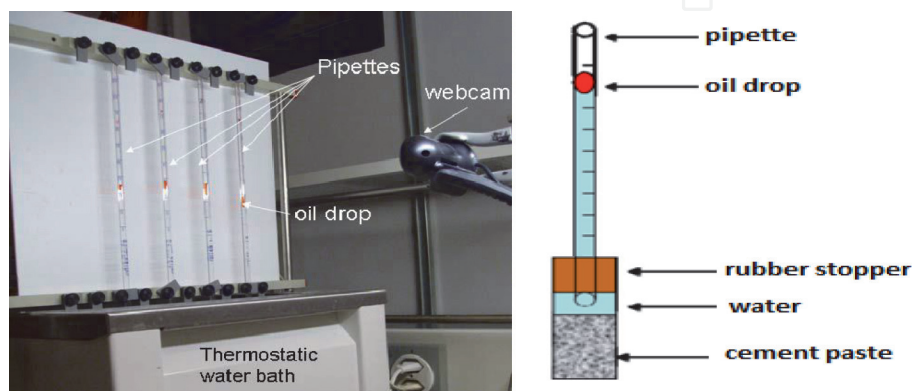 Pipettes
webcam
oil drop
Thermostatic
water bath
pipette
oil drop
rubber stopper
water
cement paste